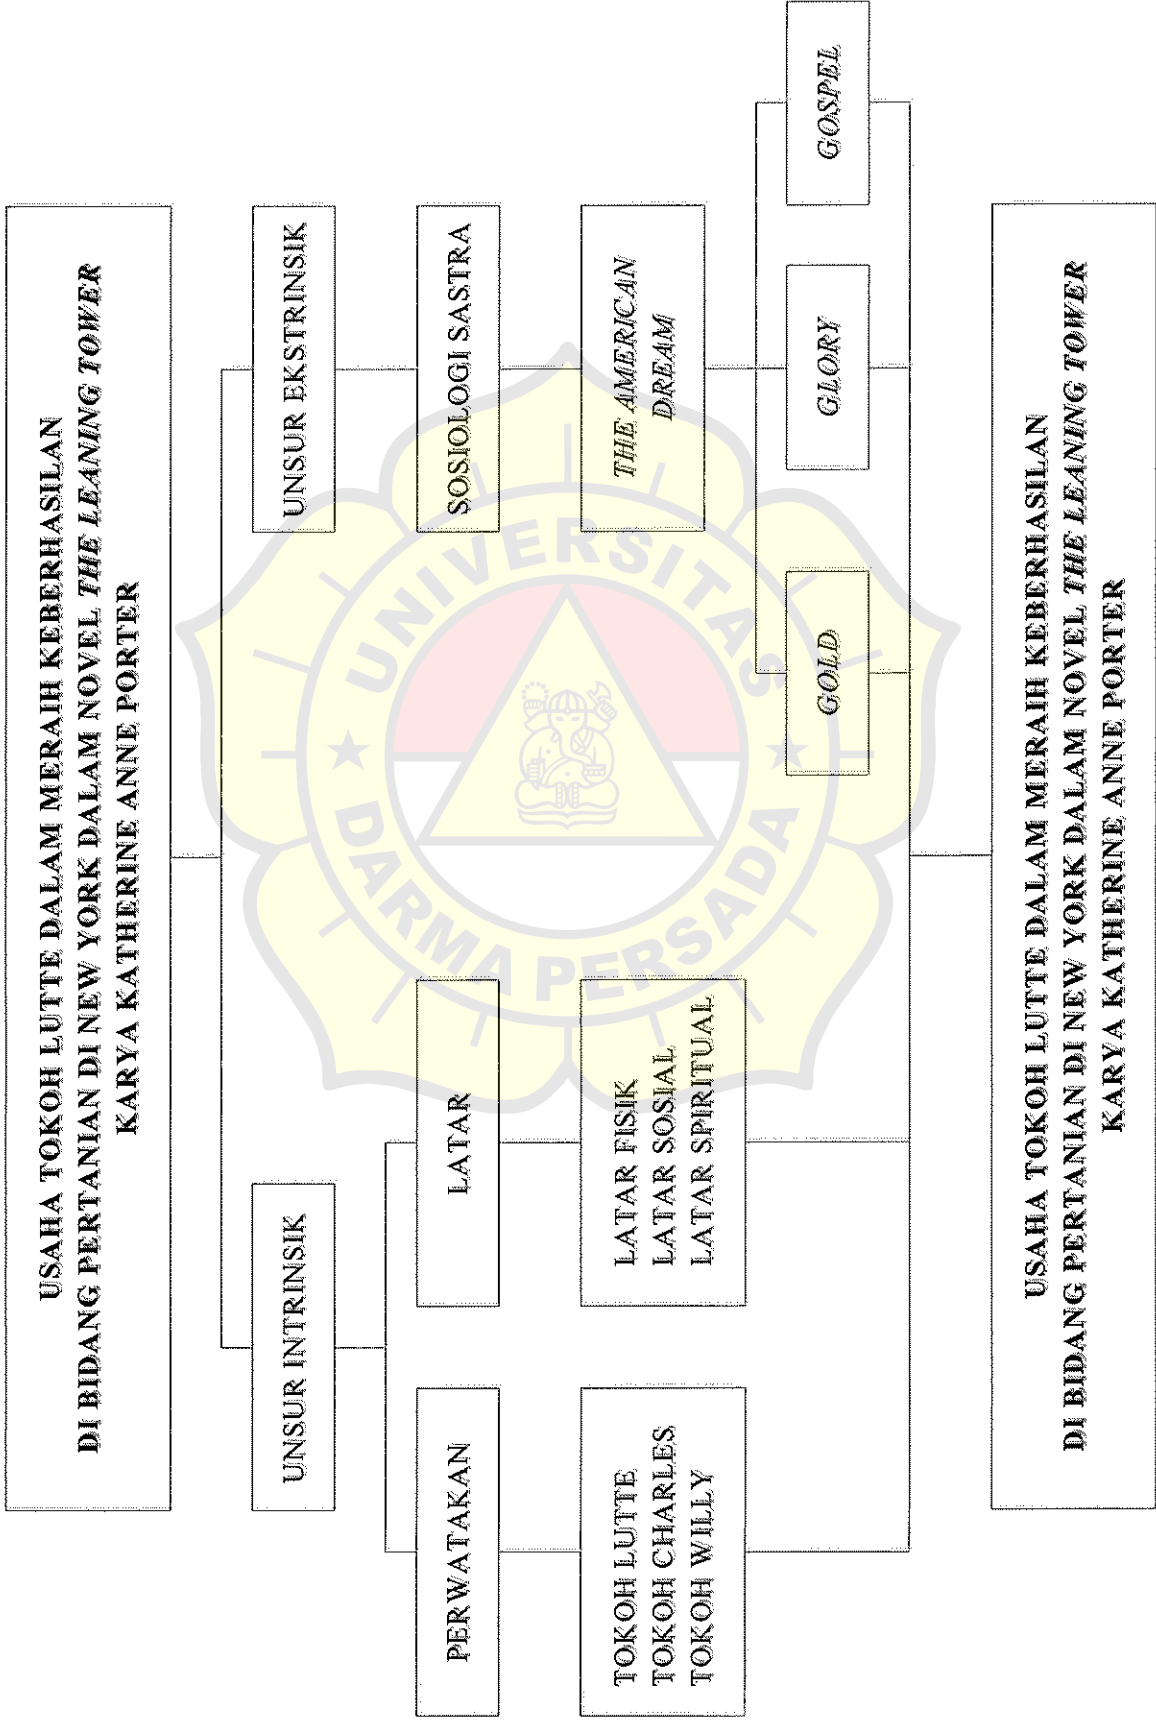 USAHA TOKOH LUTTE DALAM MERAIH KEBERHASILAN
DI BIDANG PERTANIAN DI NEW YORK DALAM NOVEL THE LEANING TOWER
KARYA KATHERINE ANNE PORTER
UNSUR INTRINSIK
UNSUR EKSTRINSIK
PERWATAKAN
LATAR
SOSIOLOGI SASTRA
TOKOH LUTTE
TOKOH CHARLES
TOKOH WILLY
LATAR FISIK
LATAR SOSIAL
LATAR SPIRITUAL
THE AMERICAN
DREAM
GOLD
GLORY
GOSPEL
USAHA TOKOH LUTTE DALAM MERAIH KEBERHASILAN
DI BIDANG PERTANIAN DI NEW YORK DALAM NOVEL THE LEANING TOWER
KARYA KATHERINE ANNE PORTER
UNIVERSITAS
DARMA PERSADA